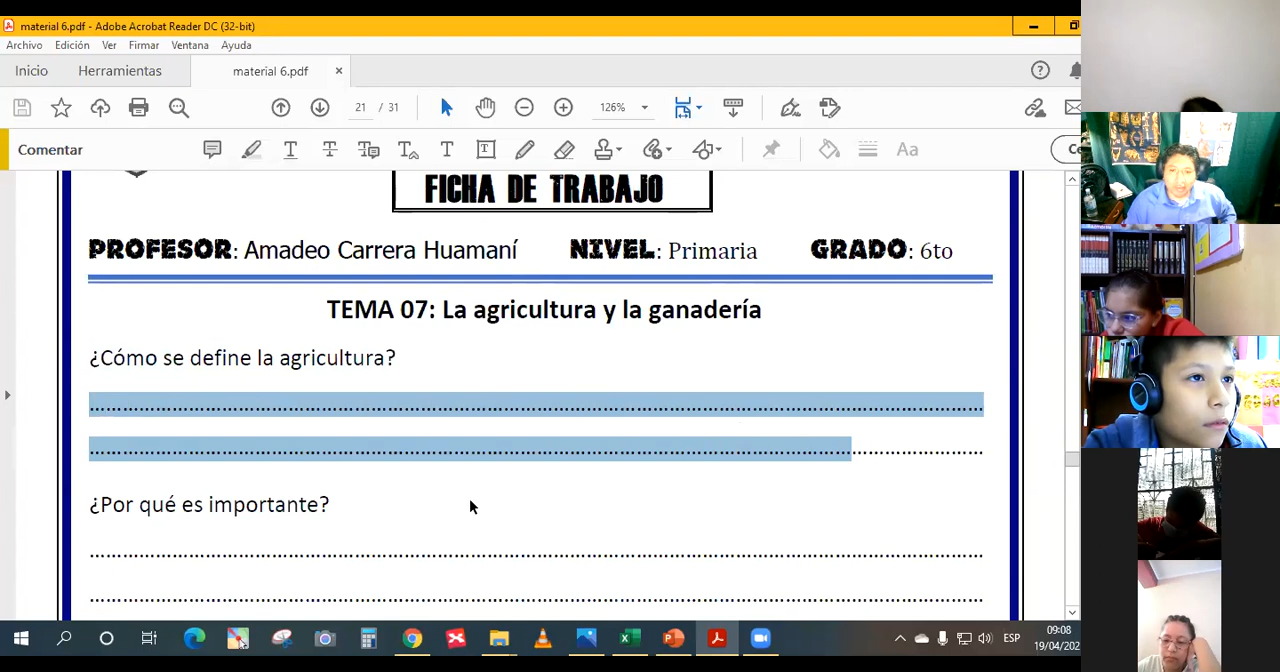 material 6.pdf - Adobe Acrobat Reader DC (32-bit)
Archivo Edición Ver Firmar Ventana Ayuda
Inicio Herramientas material 6.pdf ×
21 / 31 126%
Comentar
FICHA DE TRABAJO
PROFESOR: Amadeo Carrera Huamaní NIVEL: Primaria GRADO: 6to
TEMA 07: La agricultura y la ganadería
¿Cómo se define la agricultura?
¿Por qué es importante?
ESP
09:08
19/04/202